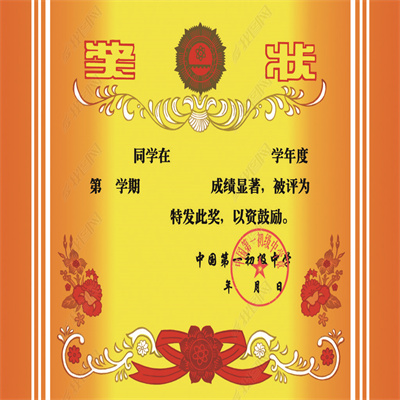 奖 状
同学在 学年度
第 学期 成绩显著，被评为
特发此奖，以资鼓励。
中国第一初级中学
年 月 日